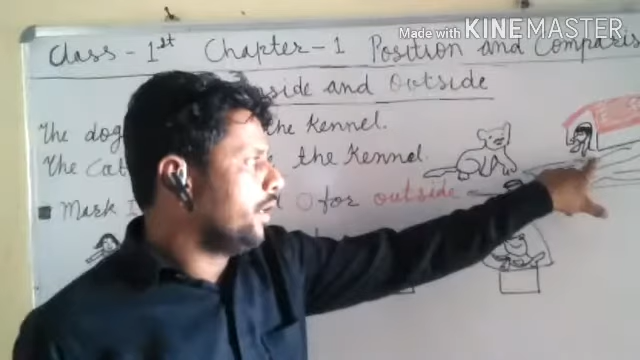 Made with KINEMASTER
Class - 1st Chapter - 1 Position and Comparis
Inside and Outside
The dog the Kennel.
The Cat the Kennel.
Mark I O for outside